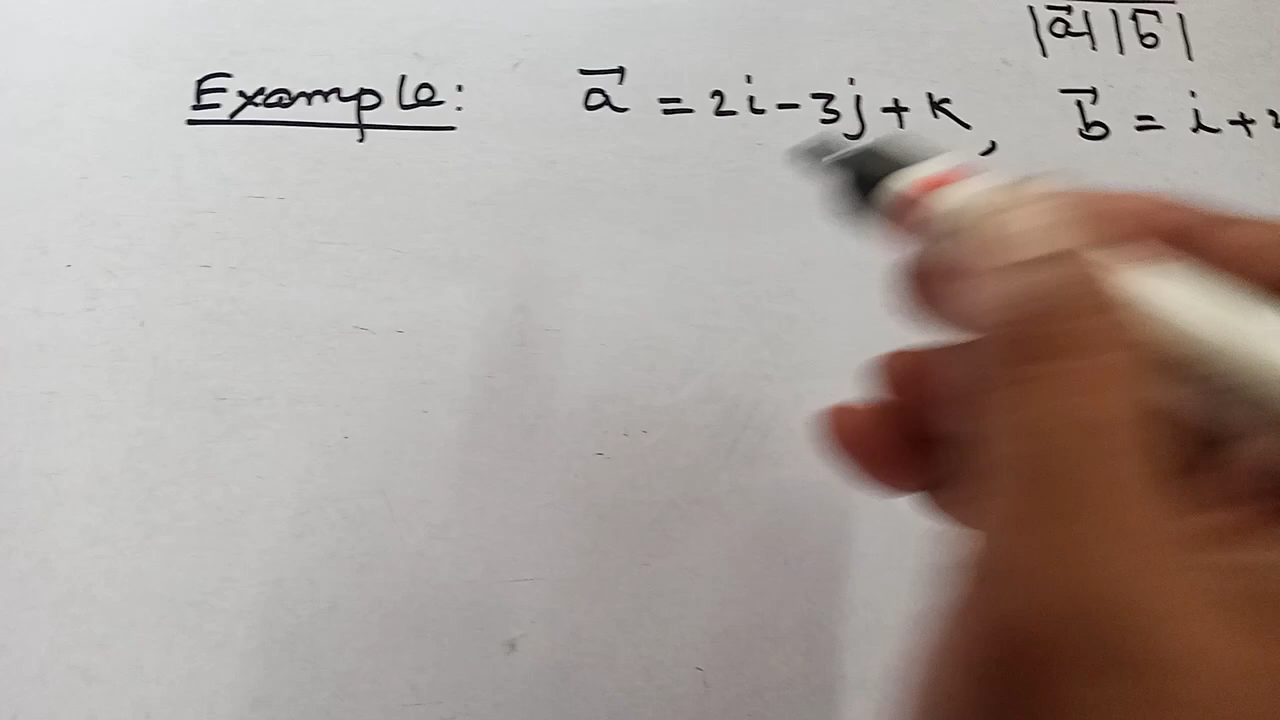 |a⃗| |b⃗|
Example: a⃗ = 2i - 3j + k, b⃗ = i +